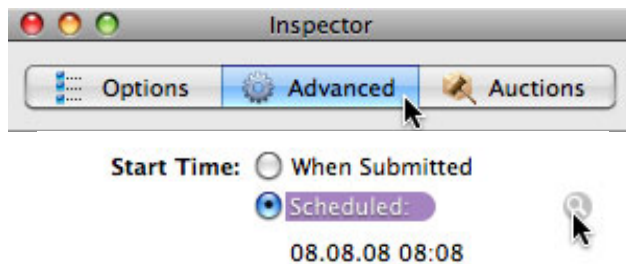 Inspector
Options Advanced Auctions
Start Time: When Submitted
Scheduled:
08.08.08 08:08